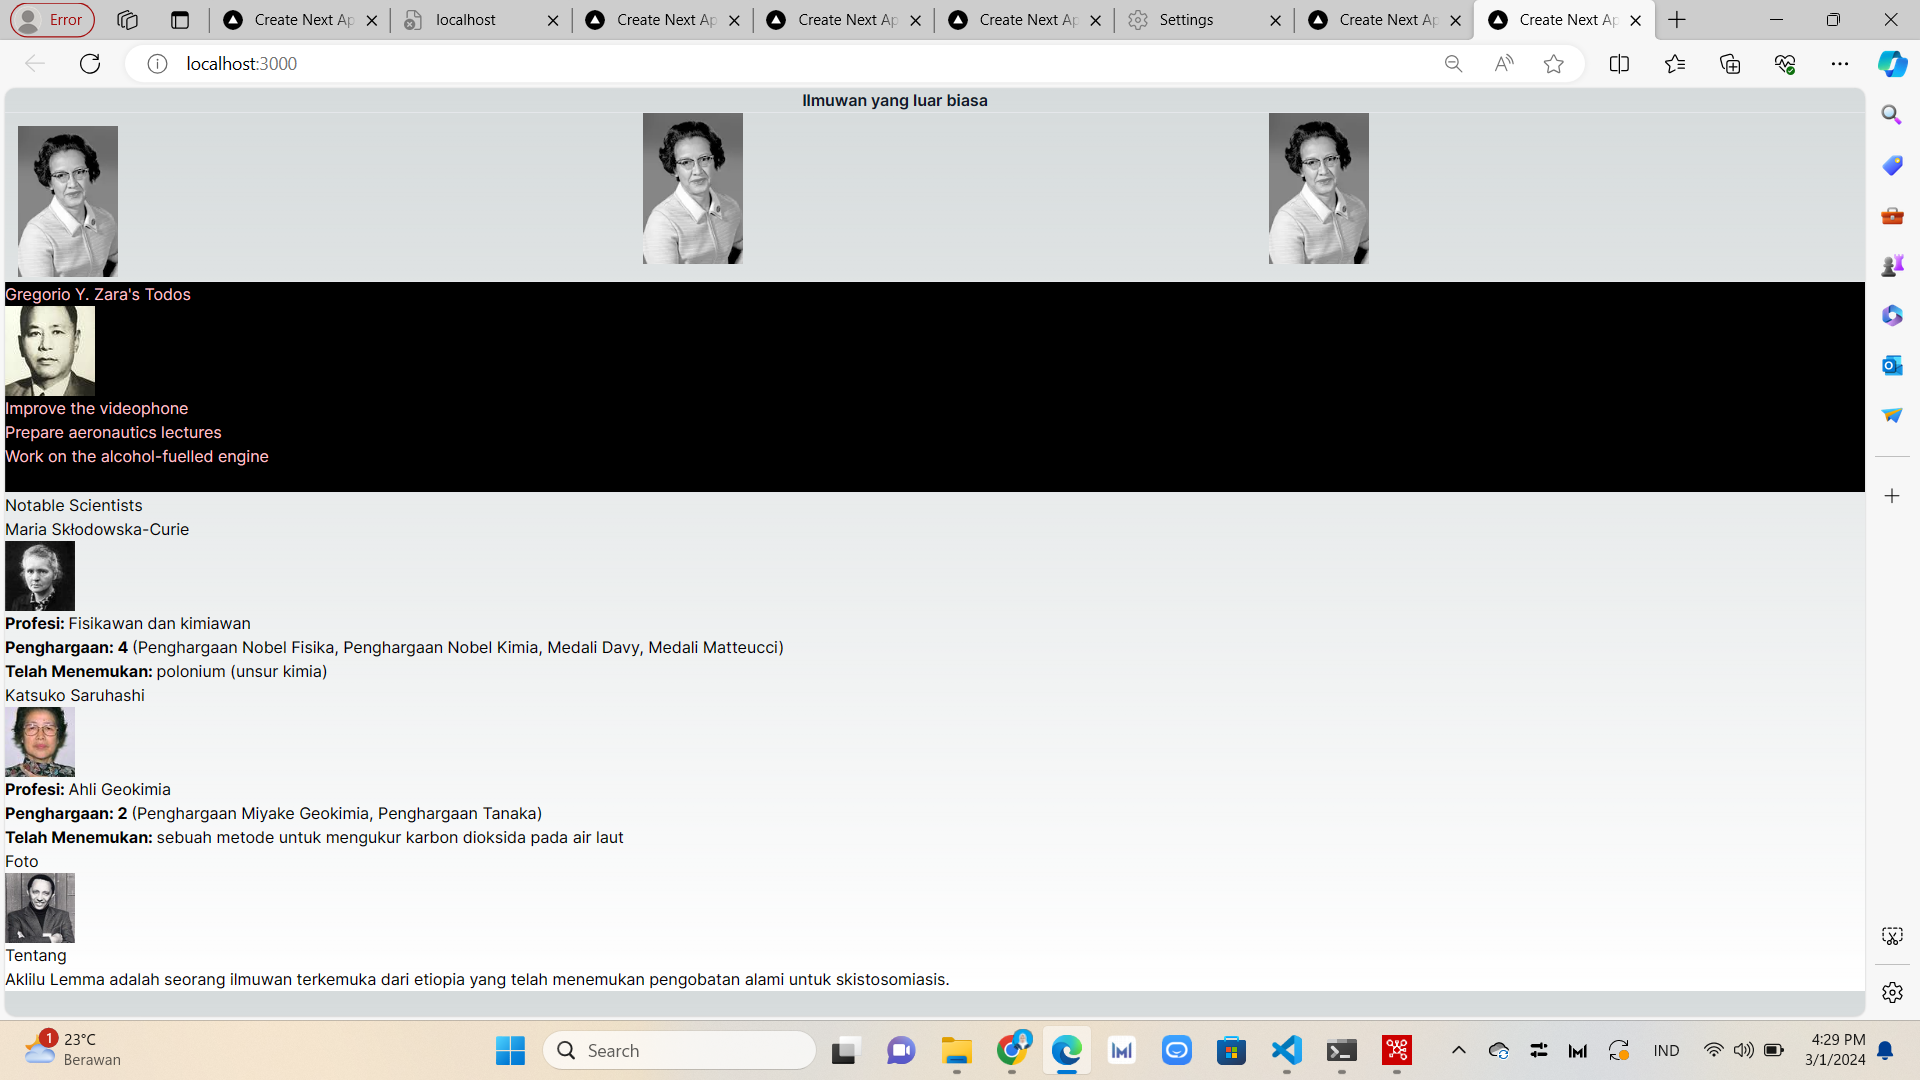 Error
Create Next Ap
localhost
Create Next Ap
Create Next Ap
Create Next Ap
Settings
Create Next Ap
Create Next Ap
localhost:3000
Ilmuwan yang luar biasa
Gregorio Y. Zara's Todos
Improve the videophone
Prepare aeronautics lectures
Work on the alcohol-fuelled engine
Notable Scientists
Maria Skłodowska-Curie
Profesi: Fisikawan dan kimiawan
Penghargaan: 4 (Penghargaan Nobel Fisika, Penghargaan Nobel Kimia, Medali Davy, Medali Matteucci)
Telah Menemukan: polonium (unsur kimia)
Katsuko Saruhashi
Profesi: Ahli Geokimia
Penghargaan: 2 (Penghargaan Miyake Geokimia, Penghargaan Tanaka)
Telah Menemukan: sebuah metode untuk mengukur karbon dioksida pada air laut
Foto
Tentang
Aklilu Lemma adalah seorang ilmuwan terkemuka dari etiopia yang telah menemukan pengobatan alami untuk skistosomiasis.
1
23°C
Berawan
Search
IND
4:29 PM
3/1/2024